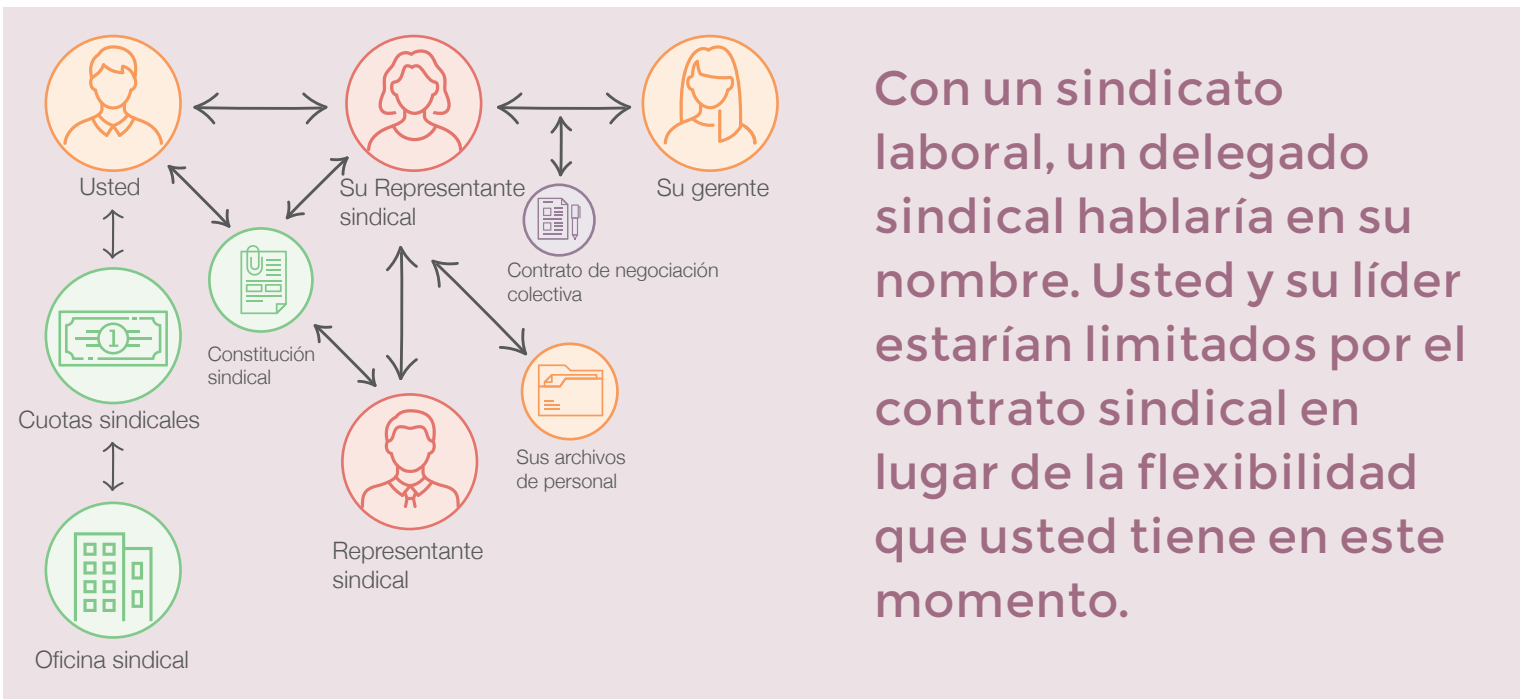 Usted
Su Representante
sindical
Su gerente
Contrato de negociación
colectiva
Constitución
sindical
1
Cuotas sindicales
Sus archivos
de personal
Representante
sindical
Oficina sindical
Con un sindicato
laboral, un delegado
sindical hablaría en su
nombre. Usted y su líder
estarían limitados por el
contrato sindical en
lugar de la flexibilidad
que usted tiene en este
momento.